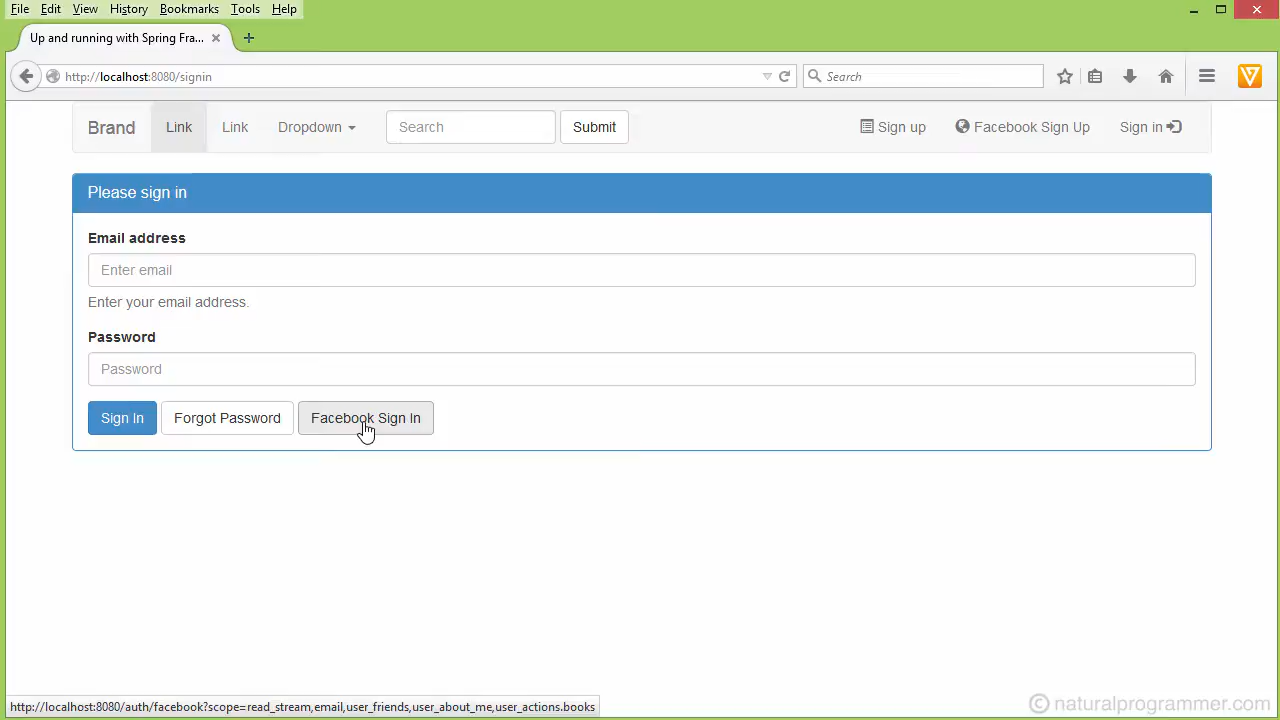 File Edit View History Bookmarks Tools Help
Up and running with Spring Fra...
http://localhost:8080/signin
Search
Brand Link Link Dropdown Search Submit Sign up Facebook Sign Up Sign in
Please sign in
Email address
Enter email
Enter your email address.
Password
Password
Sign In Forgot Password Facebook Sign In
http://localhost:8080/auth/facebook?scope=read_stream,email,user_friends,user_about_me,user_actions.books
© naturalprogrammer.com